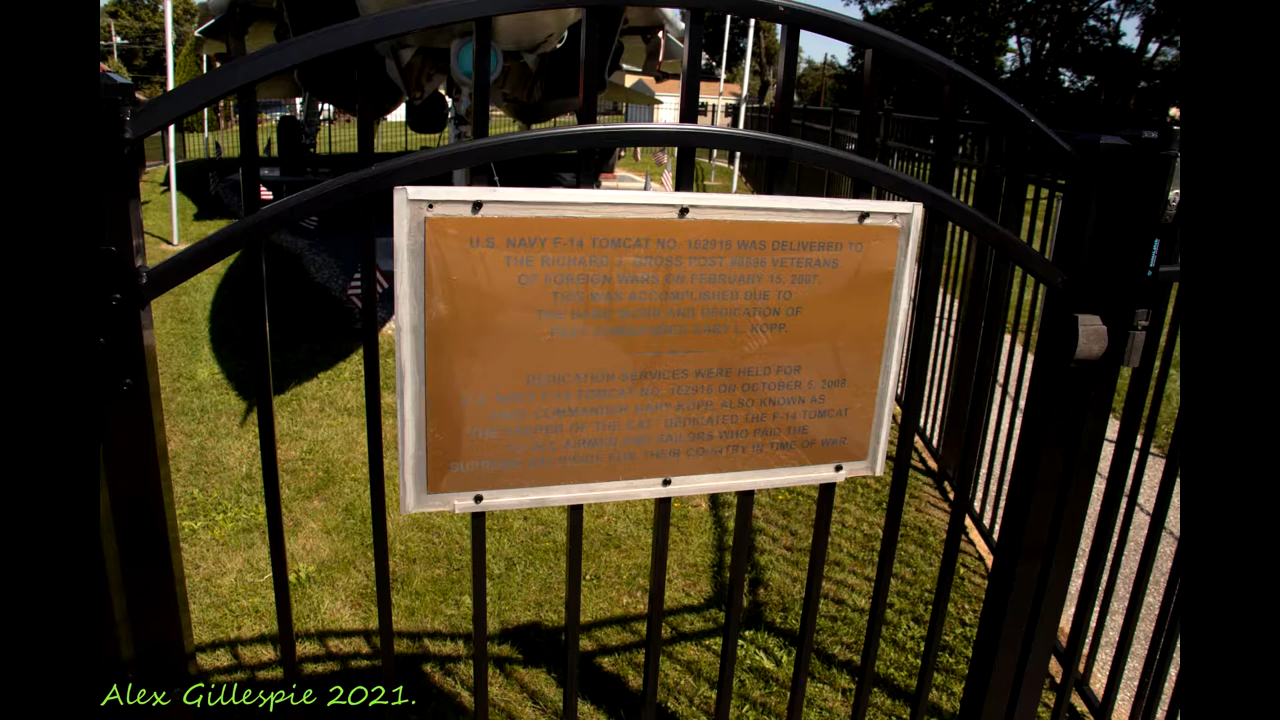 U.S. NAVY F-14 TOMCAT NO. 162916 WAS DELIVERED TO
THE RICHARD J. GROSS POST #8896 VETERANS
OF FOREIGN WARS ON FEBRUARY 15, 2007.
THIS WAS ACCOMPLISHED DUE TO
THE HARD WORK AND DEDICATION OF
PAST COMMANDER GARY L. KOPP.
DEDICATION SERVICES WERE HELD FOR
U.S. NAVY F-14 TOMCAT NO. 162916 ON OCTOBER 5, 2008.
PAST COMMANDER GARY KOPP, ALSO KNOWN AS
THE FATHER OF THE CAT DEDICATED THE F-14 TOMCAT
TO ALL AIRMEN AND SAILORS WHO PAID THE
SUPREME SACRIFICE FOR THEIR COUNTRY IN TIME OF WAR.
Alex Gillespie 2021.